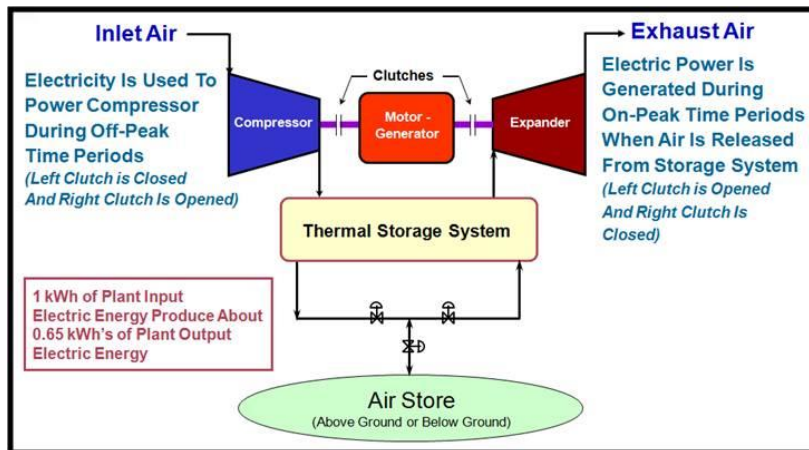 Inlet Air
Electricity Is Used To
Power Compressor
During Off-Peak
Time Periods
(Left Clutch is Closed
And Right Clutch Is Opened)
Compressor
Clutches
Motor -
Generator
Expander
Exhaust Air
Electric Power Is
Generated During
On-Peak Time Periods
When Air Is Released
From Storage System
(Left Clutch is Opened
And Right Clutch Is
Closed)
Thermal Storage System
1 kWh of Plant Input
Electric Energy Produce About
0.65 kWh's of Plant Output
Electric Energy
Air Store
(Above Ground or Below Ground)